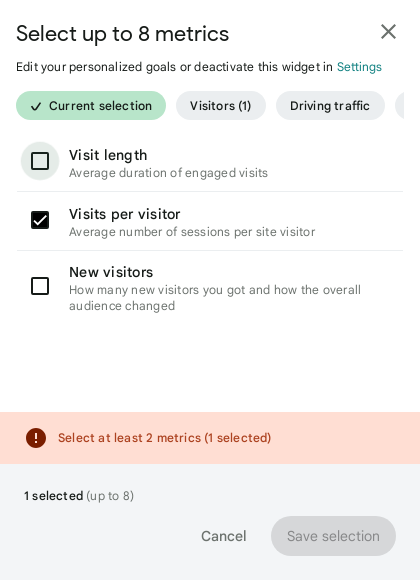 Select up to 8 metrics
Edit your personalized goals or deactivate this widget in Settings
Current selection
Visitors (1)
Driving traffic
Visit length
Average duration of engaged visits
Visits per visitor
Average number of sessions per site visitor
New visitors
How many new visitors you got and how the overall
audience changed
Select at least 2 metrics (1 selected)
1 selected (up to 8)
Cancel
Save selection